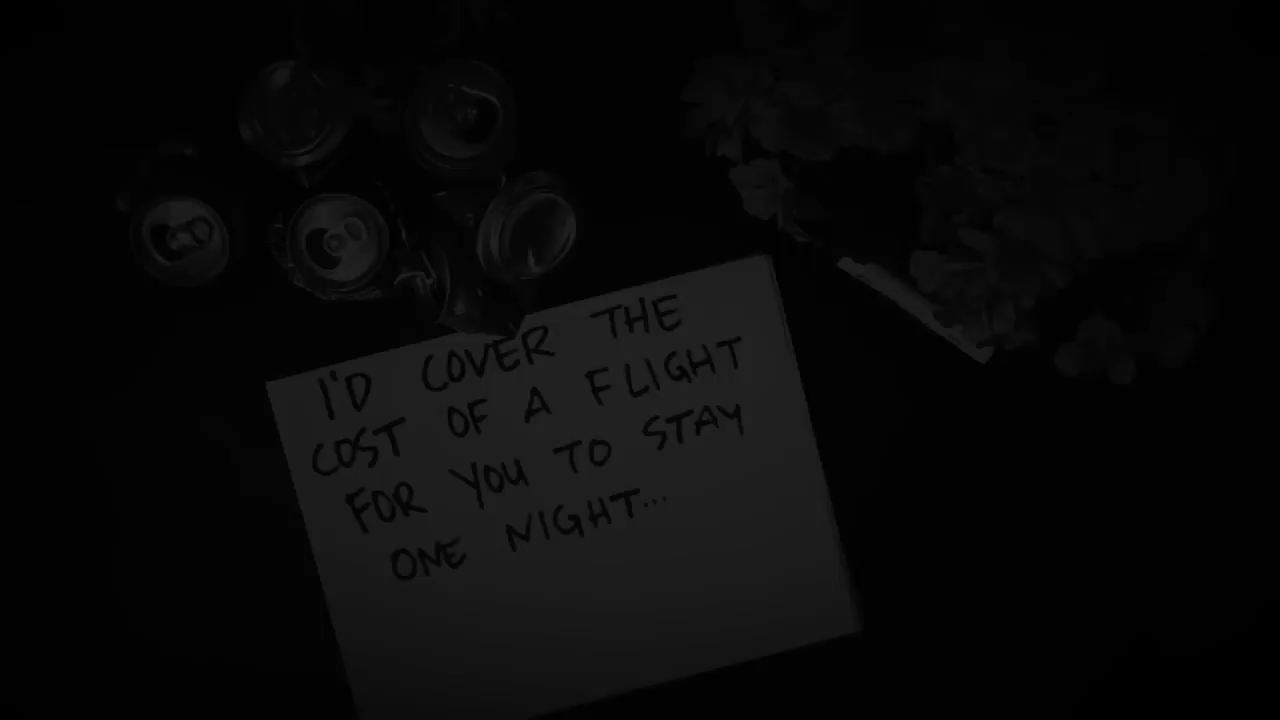 I'D COVER THE
COST OF A FLIGHT
FOR YOU TO STAY
ONE NIGHT...